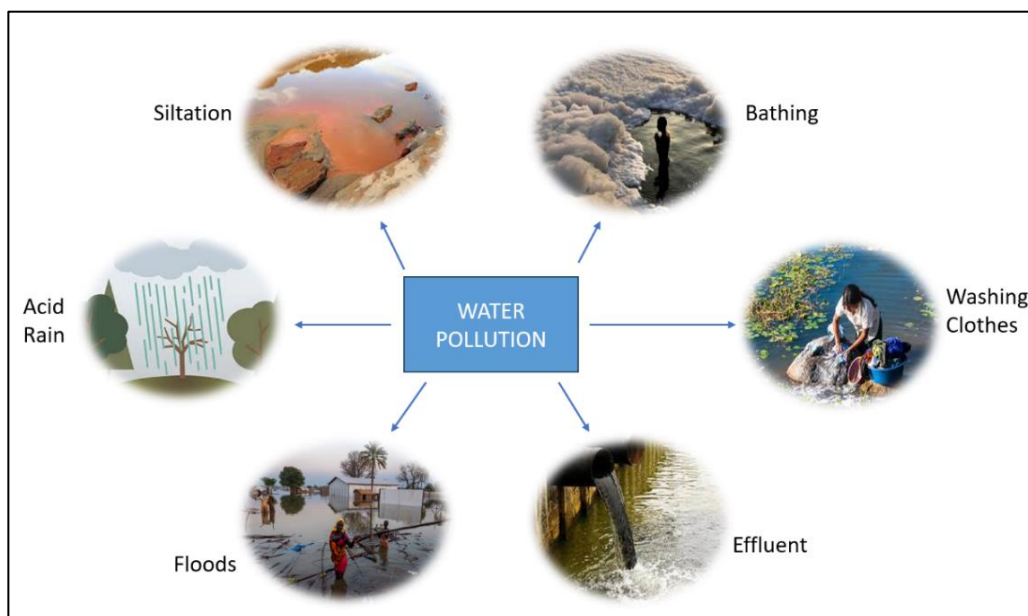 Siltation
Bathing
Acid
Rain
WATER
POLLUTION
Washing
Clothes
Floods
Effluent